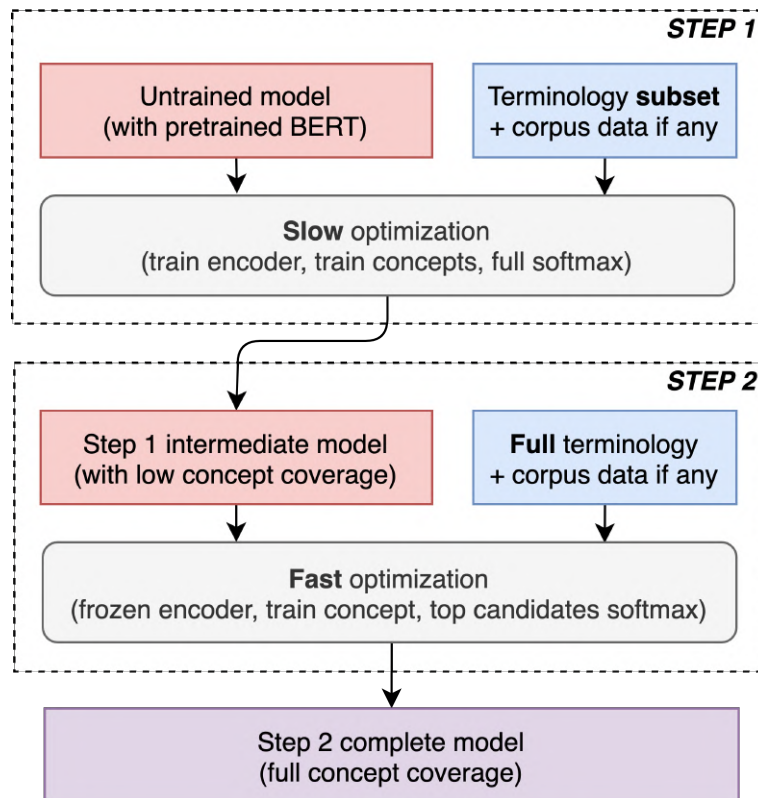 STEP 1
Untrained model
(with pretrained BERT)
Terminology subset
+ corpus data if any
Slow optimization
(train encoder, train concepts, full softmax)
STEP 2
Step 1 intermediate model
(with low concept coverage)
Full terminology
+ corpus data if any
Fast optimization
(frozen encoder, train concept, top candidates softmax)
Step 2 complete model
(full concept coverage)